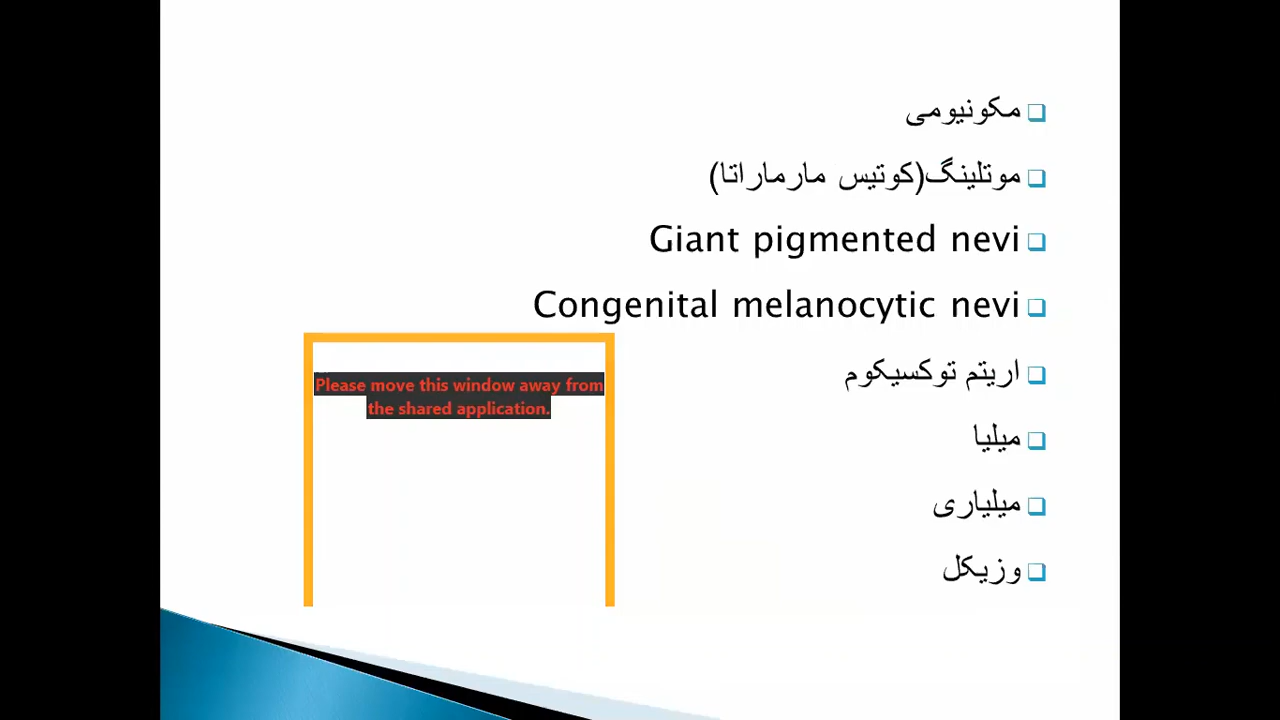 مکونیومی
موتلینگ(کوتیس مارماراتا)
Giant pigmented nevi
Congenital melanocytic nevi
اریتم توکسیکوم
میلیا
میلیاری
وزیکل
Please move this window away from
the shared application.